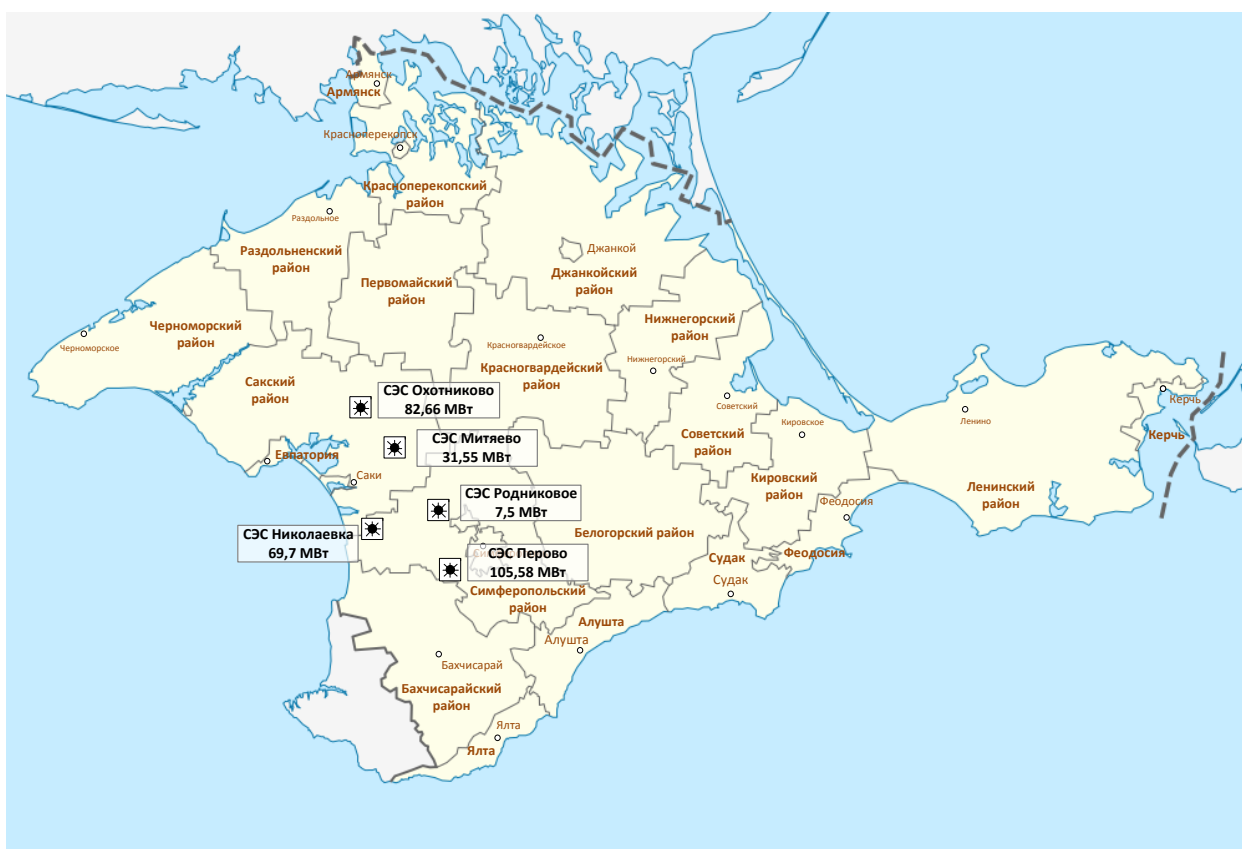 Армянск
Армянск
Красноперекопск
Красноперекопский
район
Раздольное
Джанкой
Раздольненский
район
Первомайский
район
Джанкойский
район
Черноморский
район
Черноморское
Нижнегорский
район
Красногвардейское
Нижнегорский
Красногвардейский
район
Сакский
район
СЭС Охотниково
82,66 МВт
Советский
Керчь
Ленино
Кировское
СЭС Митяево
31,55 МВт
Советский
район
Керчь
Евпатория
Саки
Кировский
район
Ленинский
район
СЭС Родниковое
7,5 МВт
Феодосия
СЭС Николаевка
69,7 МВт
Белогорский район
СЭС Перово
105,58 МВт
Судак
Феодосия
Судак
Симферопольский
район
Алушта
Алушта
Бахчисарай
Бахчисарайский
район
Ялта
Ялта